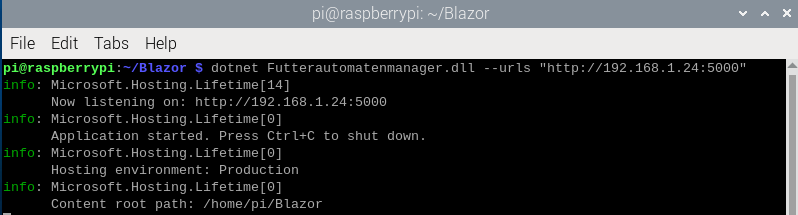 pi@raspberrypi: ~/Blazor
File Edit Tabs Help
pi@raspberrypi:~/Blazor $ dotnet Futterautomatenmanager.dll --urls "http://192.168.1.24:5000"
info: Microsoft.Hosting.Lifetime[14]
      Now listening on: http://192.168.1.24:5000
info: Microsoft.Hosting.Lifetime[0]
      Application started. Press Ctrl+C to shut down.
info: Microsoft.Hosting.Lifetime[0]
      Hosting environment: Production
info: Microsoft.Hosting.Lifetime[0]
      Content root path: /home/pi/Blazor